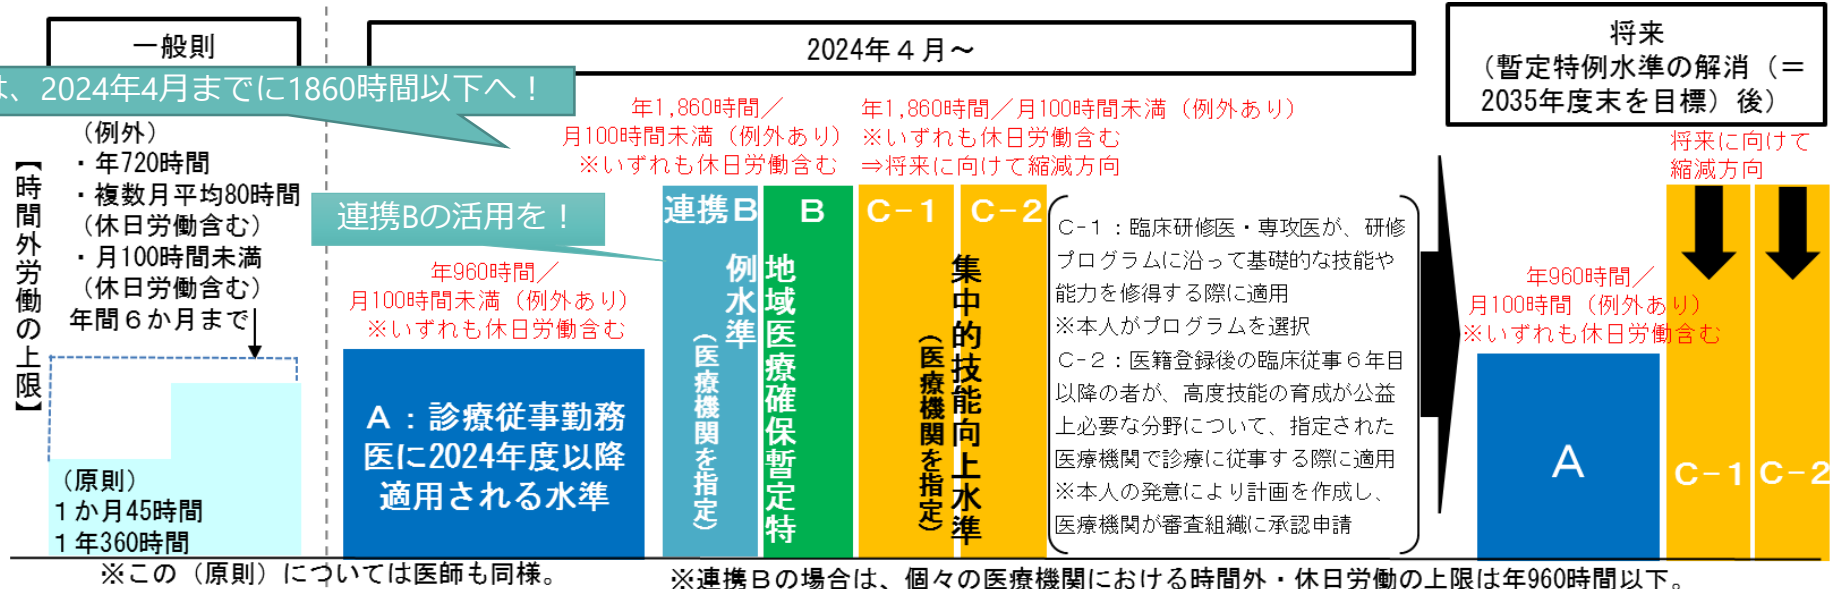 一般則
は、2024年4月までに1860時間以下へ!
(例外)
・年720時間
・複数月平均80時間
(休日労働含む)
・月100時間未満
(休日労働含む)
年間6か月まで
【時間外労働の上限】
(原則)
1か月45時間
1年360時間
※この(原則)については医師も同様。
2024年4月~
連携Bの活用を!
年960時間/
月100時間未満(例外あり)
※いずれも休日労働含む
A:診療従事勤務
医に2024年度以降
適用される水準
年1,860時間/
月100時間未満(例外あり)
※いずれも休日労働含む
連携B
B
地域医療確保暫定特
例水準
(医療機関を指定)
年1,860時間/月100時間未満(例外あり)
※いずれも休日労働含む
⇒将来に向けて縮減方向
C-1
C-2
集中的技能向上水準
(医療機関を指定)
C-1:臨床研修医・専攻医が、研修
プログラムに沿って基礎的な技能や
能力を修得する際に適用
※本人がプログラムを選択
C-2:医籍登録後の臨床従事6年目
以降の者が、高度技能の育成が公益
上必要な分野について、指定された
医療機関で診療に従事する際に適用
※本人の発意により計画を作成し、
医療機関が審査組織に承認申請
※連携Bの場合は、個々の医療機関における時間外・休日労働の上限は年960時間以下。
将来
(暫定特例水準の解消(=
2035年度末を目標)後)
将来に向けて
縮減方向
年960時間/
月100時間(例外あり)
※いずれも休日労働含む
A
C-1
C-2